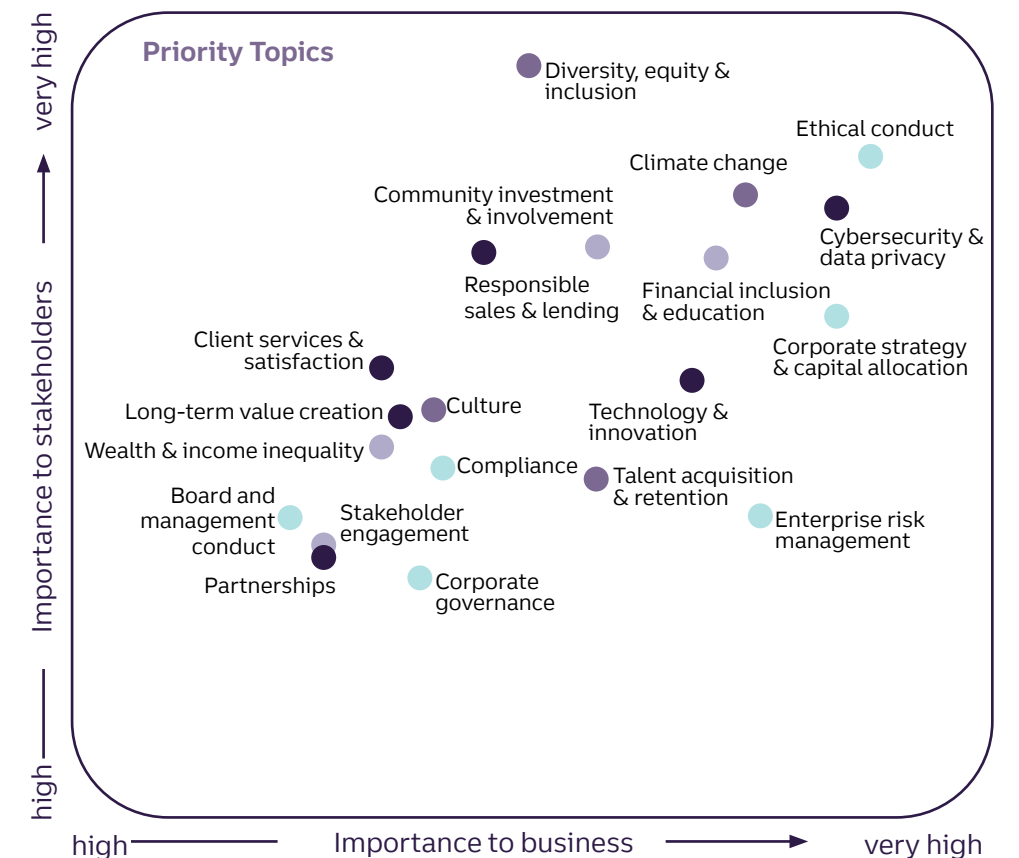 Priority Topics
very high
Importance to stakeholders
high
Diversity, equity &
inclusion
Ethical conduct
Climate change
Community investment
& involvement
Cybersecurity &
data privacy
Responsible
sales & lending
Financial inclusion
& education
Client services &
satisfaction
Corporate strategy
& capital allocation
Long-term value creation
Culture
Technology &
innovation
Wealth & income inequality
Compliance
Talent acquisition
& retention
Board and
management
conduct
Stakeholder
engagement
Enterprise risk
management
Partnerships
Corporate
governance
high
Importance to business
very high